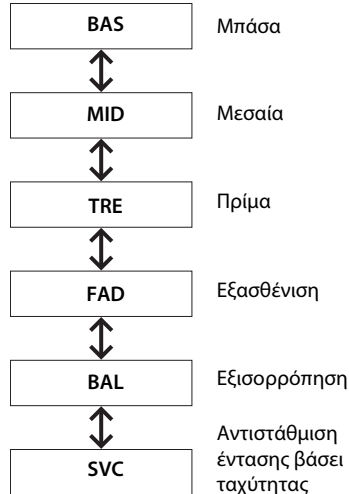 BAS Μπάσα
MID Μεσαία
TRE Πρίμα
FAD Εξασθένιση
BAL Εξισορρόπηση
SVC Αντιστάθμιση
έντασης βάσει
ταχύτητας